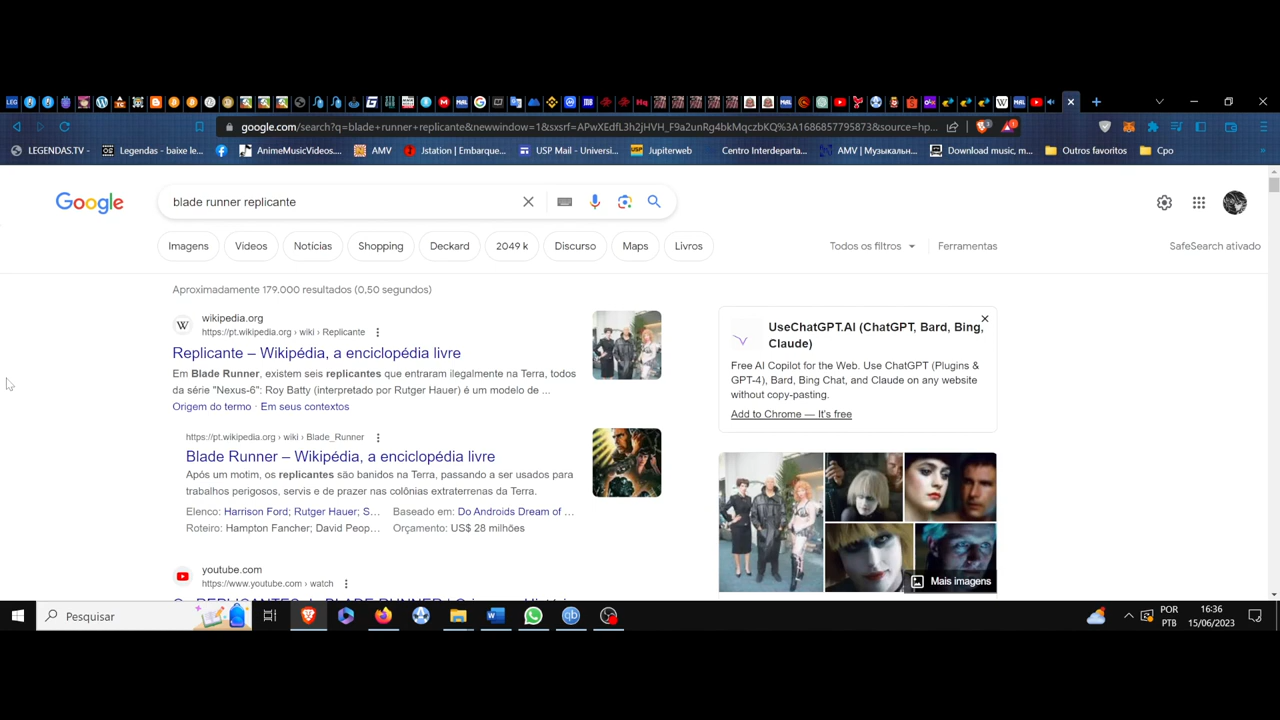 google.com/search?q=blade+runner+replicante&newwindow=1&sxsrf=APwXEdfL3h2jHVH_F9a2unRg4bkMqczbKQ%3A1686857795873&source=hp...
LEGENDAS.TV
Legendas - baixe le...
AnimeMusicVideos....
AMV
Jstation | Embarque...
USP Mail - Universi...
Jupiterweb
Centro Interdeparta...
AMV | Музыкальн...
Download music, m...
Outros favoritos
Cpo
Google
blade runner replicante
Imagens
Videos
Notícias
Shopping
Deckard
2049 k
Discurso
Maps
Livros
Todos os filtros
Ferramentas
SafeSearch ativado
Aproximadamente 179.000 resultados (0,50 segundos)
wikipedia.org
https://pt.wikipedia.org › wiki › Replicante
Replicante – Wikipédia, a enciclopédia livre
Em Blade Runner, existem seis replicantes que entraram ilegalmente na Terra, todos
da série "Nexus-6": Roy Batty (interpretado por Rutger Hauer) é um modelo de ...
Origem do termo · Em seus contextos
https://pt.wikipedia.org › wiki › Blade_Runner
Blade Runner – Wikipédia, a enciclopédia livre
Após um motim, os replicantes são banidos na Terra, passando a ser usados para
trabalhos perigosos, servis e de prazer nas colônias extraterrenas da Terra.
Elenco: Harrison Ford; Rutger Hauer; S...
Baseado em: Do Androids Dream of ...
Roteiro: Hampton Fancher; David Peop...
Orçamento: US$ 28 milhões
youtube.com
https://www.youtube.com › watch
UseChatGPT.AI (ChatGPT, Bard, Bing,
Claude)
Free AI Copilot for the Web. Use ChatGPT (Plugins &
GPT-4), Bard, Bing Chat, and Claude on any website
without copy-pasting.
Add to Chrome — It's free
Mais imagens
Pesquisar
POR
PTB
16:36
15/06/2023